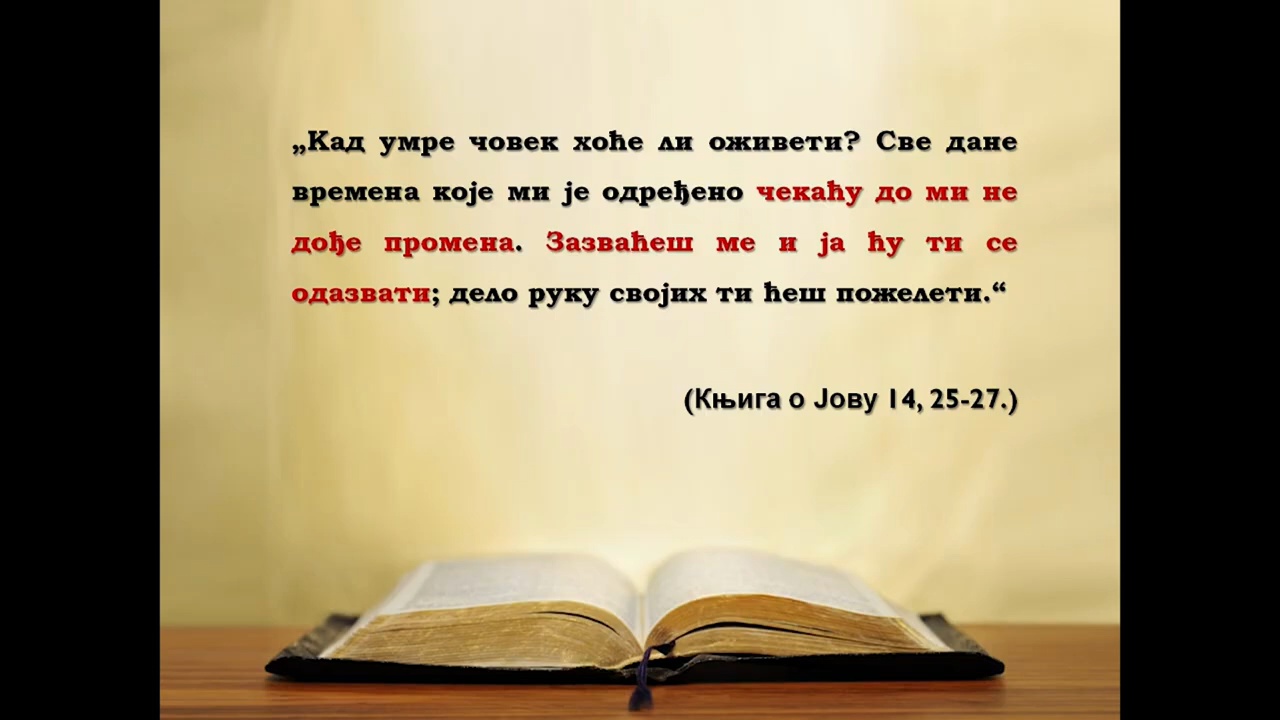 „Кад умре човек хоће ли оживети? Све дане
времена које ми је одређено чекаћу до ми не
дође промена. Зазваћеш ме и ја ћу ти се
одазвати; дело руку својих ти ћеш пожелети.“
(Књига о Јову 14, 25-27.)